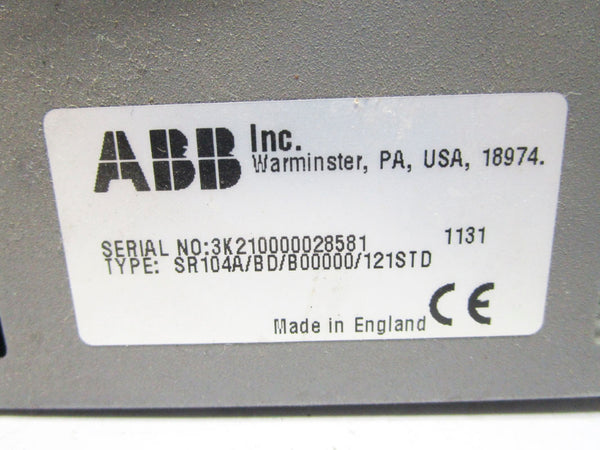 ABB Inc.
Warminster, PA, USA, 18974.
SERIAL NO:3K210000028581 1131
TYPE: SR104A/BD/B00000/121STD
Made in England CE